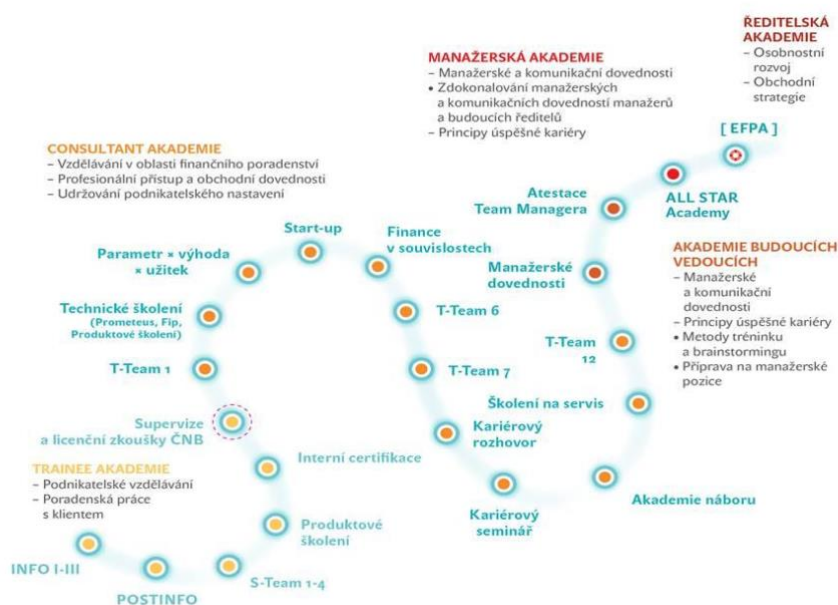 ŘEDITELSKÁ
AKADEMIE
– Osobnostní
rozvoj
– Obchodní
strategie
MANAŽERSKÁ AKADEMIE
– Manažerské a komunikační dovednosti
• Zdokonalování manažerských
a komunikačních dovedností manažerů
a budoucích ředitelů
– Principy úspěšné kariéry
[ EFPA ]
CONSULTANT AKADEMIE
– Vzdělávání v oblasti finančního poradenství
– Profesionální přístup a obchodní dovednosti
– Udržování podnikatelského nastavení
Atestace
Team Managera
ALL STAR
Academy
Start-up
Finance
v souvislostech
Parametr × výhoda
× užitek
Manažerské
dovednosti
AKADEMIE BUDOUCÍCH
VEDOUCÍCH
– Manažerské
a komunikační
dovednosti
– Principy úspěšné kariéry
• Metody tréninku
a brainstormingu
• Příprava na manažerské
pozice
Technické školení
(Prometeus, Fip,
Produktové školení)
T-Team 6
T-Team
12
T-Team 1
T-Team 7
Školení na servis
Supervize
a licenční zkoušky ČNB
Kariérový
rozhovor
Interní certifikace
TRAINEE AKADEMIE
– Podnikatelské vzdělávání
– Poradenská práce
s klientem
Akademie náboru
Kariérový
seminář
Produktové
školení
INFO I-III
S-Team 1-4
POSTINFO